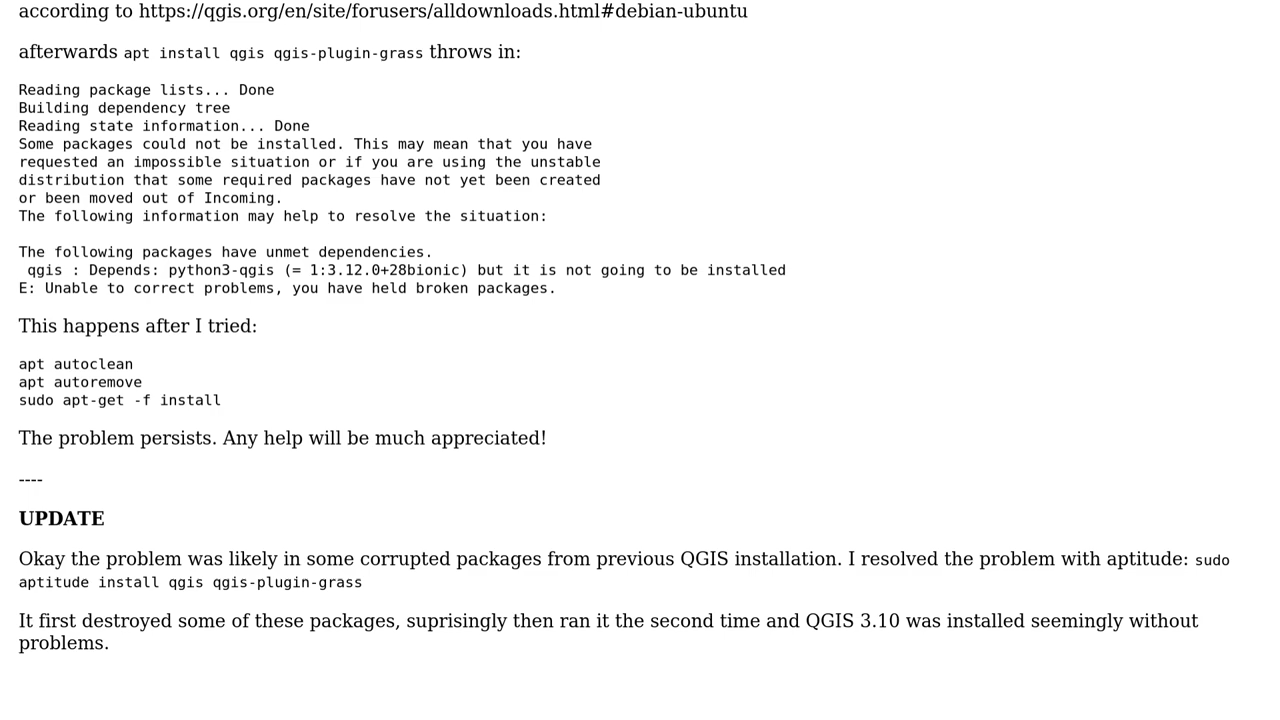 according to https://qgis.org/en/site/forusers/alldownloads.html#debian-ubuntu
afterwards apt install qgis qgis-plugin-grass throws in:
Reading package lists... Done
Building dependency tree
Reading state information... Done
Some packages could not be installed. This may mean that you have
requested an impossible situation or if you are using the unstable
distribution that some required packages have not yet been created
or been moved out of Incoming.
The following information may help to resolve the situation:
The following packages have unmet dependencies.
qgis : Depends: python3-qgis (= 1:3.12.0+28bionic) but it is not going to be installed
E: Unable to correct problems, you have held broken packages.
This happens after I tried:
apt autoclean
apt autoremove
sudo apt-get -f install
The problem persists. Any help will be much appreciated!
----
UPDATE
Okay the problem was likely in some corrupted packages from previous QGIS installation. I resolved the problem with aptitude: sudo
aptitude install qgis qgis-plugin-grass
It first destroyed some of these packages, suprisingly then ran it the second time and QGIS 3.10 was installed seemingly without
problems.